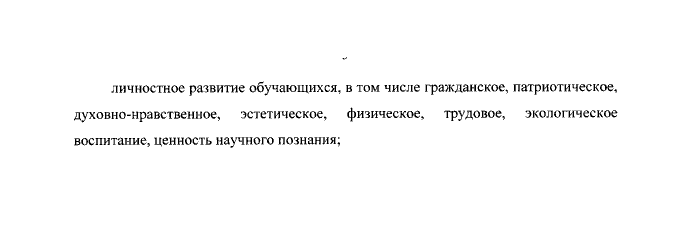 личностное развитие обучающихся, в том числе гражданское, патриотическое,
духовно-нравственное, эстетическое, физическое, трудовое, экологическое
воспитание, ценность научного познания;